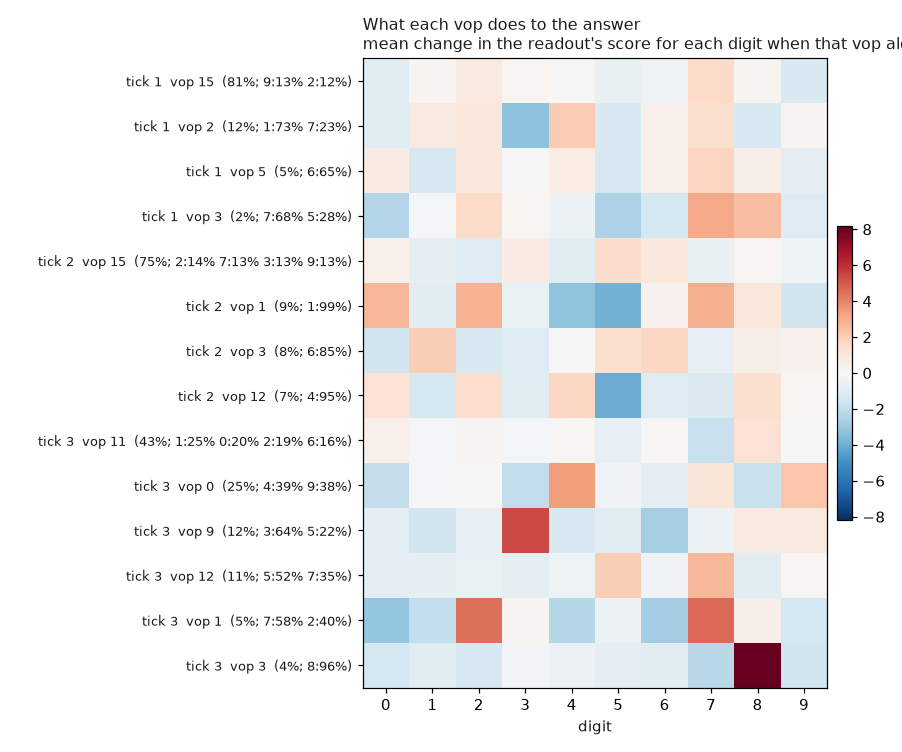 What each vop does to the answer
mean change in the readout's score for each digit when that vop
tick 1 vop 15 (81%; 9:13% 2:12%)
tick 1 vop 2 (12%; 1:73% 7:23%)
tick 1 vop 5 (5%; 6:65%)
tick 1 vop 3 (2%; 7:68% 5:28%)
tick 2 vop 15 (75%; 2:14% 7:13% 3:13% 9:13%)
tick 2 vop 1 (9%; 1:99%)
tick 2 vop 3 (8%; 6:85%)
tick 2 vop 12 (7%; 4:95%)
tick 3 vop 11 (43%; 1:25% 0:20% 2:19% 6:16%)
tick 3 vop 0 (25%; 4:39% 9:38%)
tick 3 vop 9 (12%; 3:64% 5:22%)
tick 3 vop 12 (11%; 5:52% 7:35%)
tick 3 vop 1 (5%; 7:58% 2:40%)
tick 3 vop 3 (4%; 8:96%)
0 1 2 3 4 5 6 7 8 9
digit
8
6
4
2
0
−2
−4
−6
−8